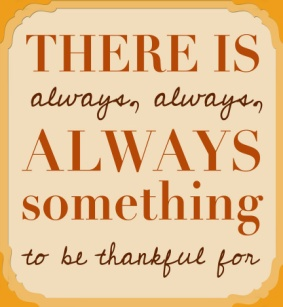 THERE IS
always, always,
ALWAYS
something
to be thankful for